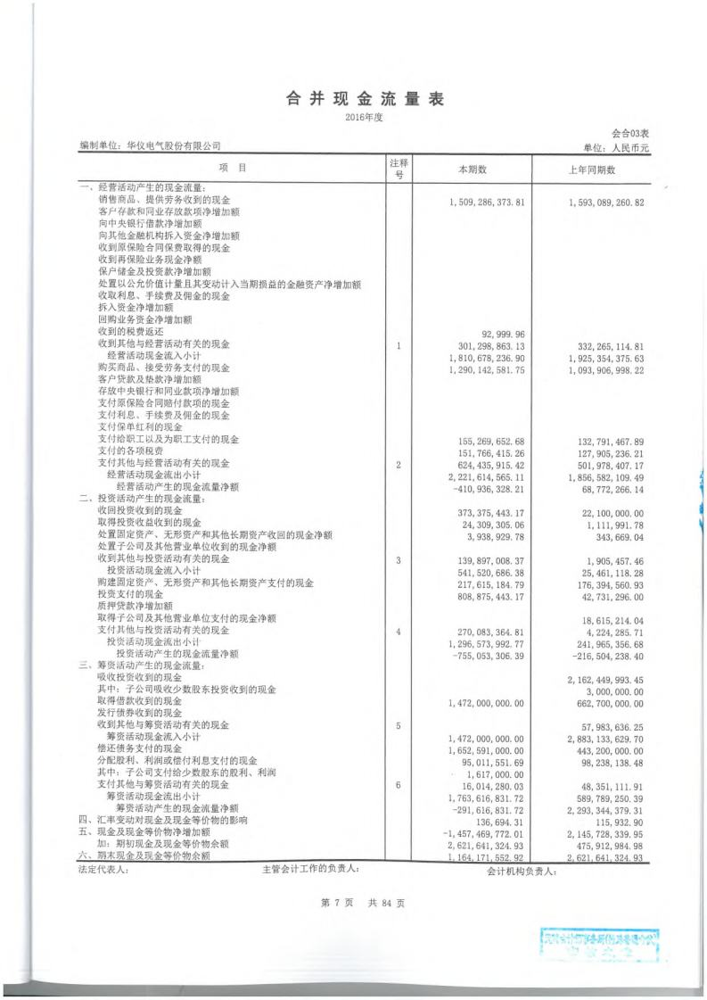 合并现金流量表
2016年度
会合03表
编制单位：华仪电气股份有限公司 单位：人民币元
项 目 注释号 本期数 上年同期数
一、经营活动产生的现金流量：
销售商品、提供劳务收到的现金 1,509,286,373.81 1,593,089,260.82
客户存款和同业存放款项净增加额
向中央银行借款净增加额
向其他金融机构拆入资金净增加额
收到原保险合同保费取得的现金
收到再保险业务现金净额
保户储金及投资款净增加额
处置以公允价值计量且其变动计入当期损益的金融资产净增加额
收取利息、手续费及佣金的现金
拆入资金净增加额
回购业务资金净增加额
收到的税费返还 92,999.96
收到其他与经营活动有关的现金 1 301,298,863.13 332,265,114.81
经营活动现金流入小计 1,810,678,236.90 1,925,354,375.63
购买商品、接受劳务支付的现金 1,290,142,581.75 1,093,906,998.22
客户贷款及垫款净增加额
存放中央银行和同业款项净增加额
支付原保险合同赔付款项的现金
支付利息、手续费及佣金的现金
支付保单红利的现金
支付给职工以及为职工支付的现金 155,269,652.68 132,791,467.89
支付的各项税费 151,766,415.26 127,905,236.21
支付其他与经营活动有关的现金 2 624,435,915.42 501,978,407.17
经营活动现金流出小计 2,221,614,565.11 1,856,582,109.49
经营活动产生的现金流量净额 -410,936,328.21 68,772,266.14
二、投资活动产生的现金流量：
收回投资收到的现金 373,375,443.17 22,100,000.00
取得投资收益收到的现金 24,309,305.06 1,111,991.78
处置固定资产、无形资产和其他长期资产收回的现金净额 3,938,929.78 343,669.04
处置子公司及其他营业单位收到的现金净额
收到其他与投资活动有关的现金 3 139,897,008.37 1,905,457.46
投资活动现金流入小计 541,520,686.38 25,461,118.28
购建固定资产、无形资产和其他长期资产支付的现金 217,615,184.79 176,394,560.93
投资支付的现金 808,875,443.17 42,731,296.00
质押贷款净增加额
取得子公司及其他营业单位支付的现金净额 18,615,214.04
支付其他与投资活动有关的现金 4 270,083,364.81 4,224,285.71
投资活动现金流出小计 1,296,573,992.77 241,965,356.68
投资活动产生的现金流量净额 -755,053,306.39 -216,504,238.40
三、筹资活动产生的现金流量：
吸收投资收到的现金 2,162,449,993.45
其中：子公司吸收少数股东投资收到的现金 3,000,000.00
取得借款收到的现金 1,472,000,000.00 662,700,000.00
发行债券收到的现金
收到其他与筹资活动有关的现金 5 57,983,636.25
筹资活动现金流入小计 1,472,000,000.00 2,883,133,629.70
偿还债务支付的现金 1,652,591,000.00 443,200,000.00
分配股利、利润或偿付利息支付的现金 95,011,551.69 98,238,138.48
其中：子公司支付给少数股东的股利、利润 1,617,000.00
支付其他与筹资活动有关的现金 6 16,014,280.03 48,351,111.91
筹资活动现金流出小计 1,763,616,831.72 589,789,250.39
筹资活动产生的现金流量净额 -291,616,831.72 2,293,344,379.31
四、汇率变动对现金及现金等价物的影响 136,694.31 115,932.90
五、现金及现金等价物净增加额 -1,457,469,772.01 2,145,728,339.95
加：期初现金及现金等价物余额 2,621,641,324.93 475,912,984.98
六、期末现金及现金等价物余额 1,164,171,552.92 2,621,641,324.93
法定代表人： 主管会计工作的负责人： 会计机构负责人：
第 7 页 共 84 页